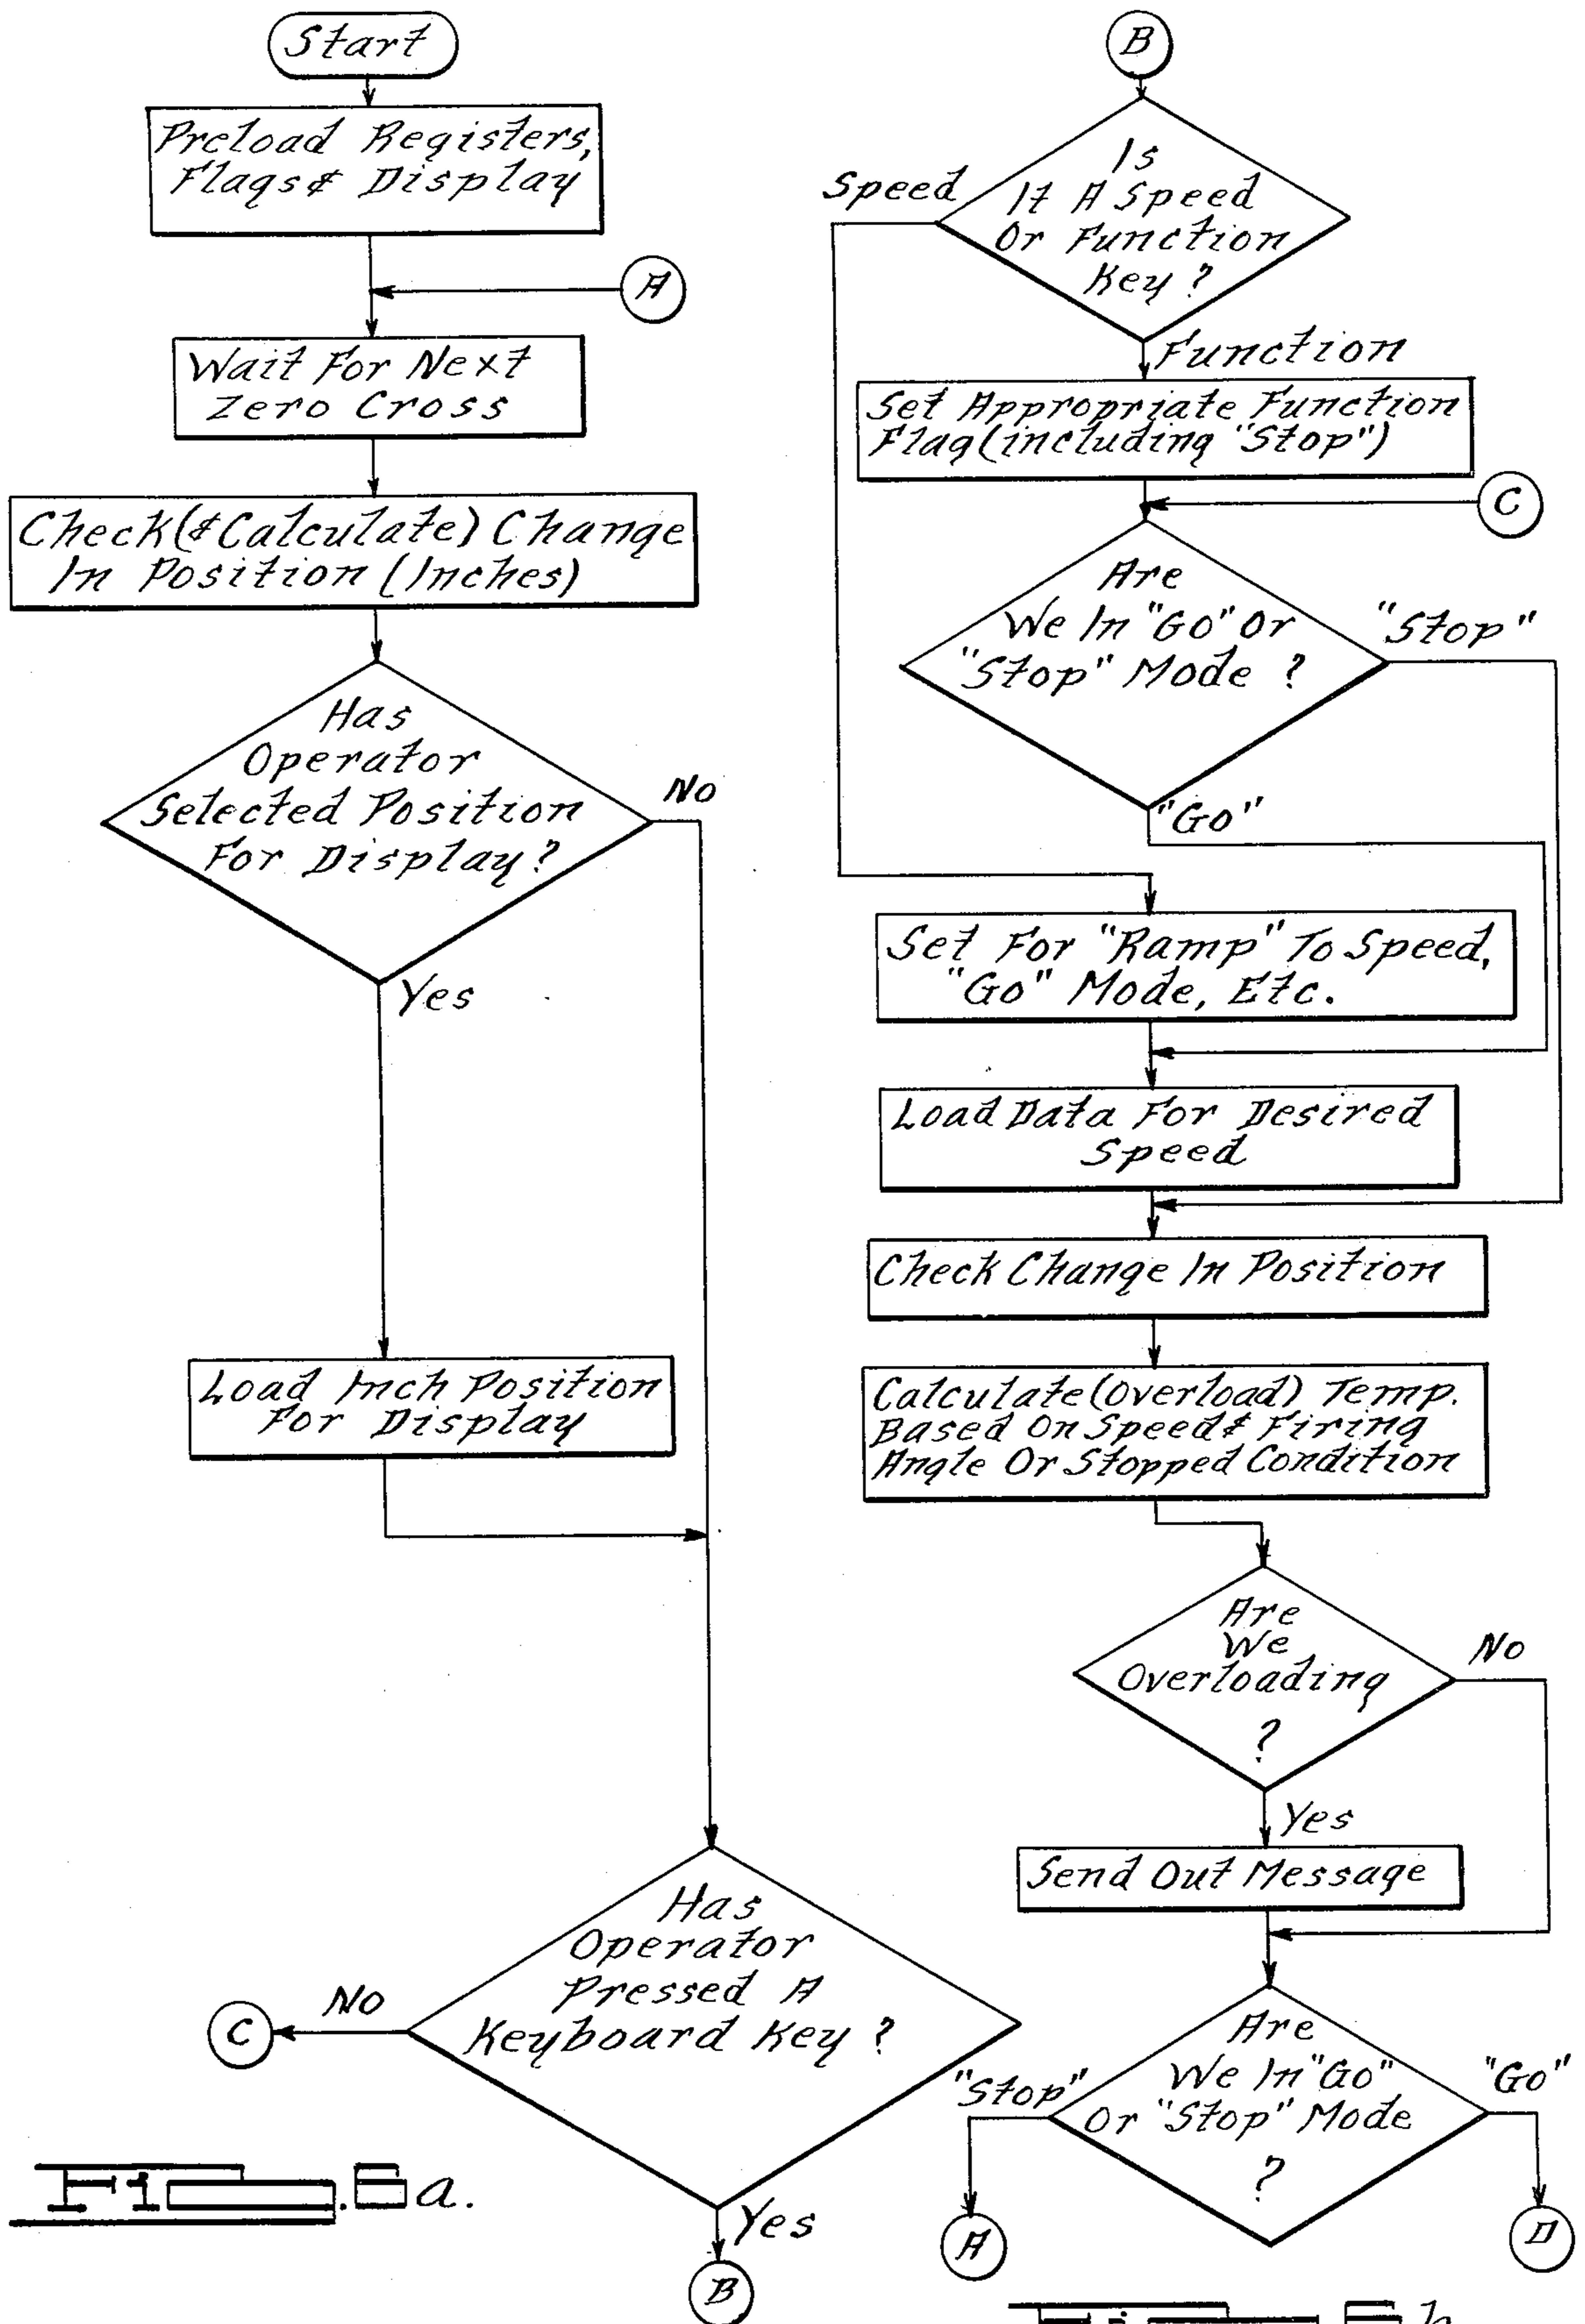 Start
Preload Registers,
Flags & Display
A
Wait For Next
Zero Cross
Check (& Calculate) Change
In Position (Inches)
Has
Operator
Selected Position
For Display?
No
Yes
Load Inch Position
For Display
Has
Operator
Pressed A
Keyboard Key ?
No
C
Yes
B
a.
B
Is
It A Speed
Or Function
Key ?
Speed
Function
Set Appropriate Function
Flag (including "Stop")
C
Are
We In "Go" Or
"Stop" Mode ?
"Stop"
"Go"
Set For "Ramp" To Speed,
"Go" Mode, Etc.
Load Data For Desired
Speed
Check Change In Position
Calculate (Overload) Temp.
Based On Speed & Firing
Angle Or Stopped Condition
Are
We
Overloading
?
No
Yes
Send Out Message
Are
We In "Go"
Or "Stop" Mode
?
"Stop"
"Go"
A
D